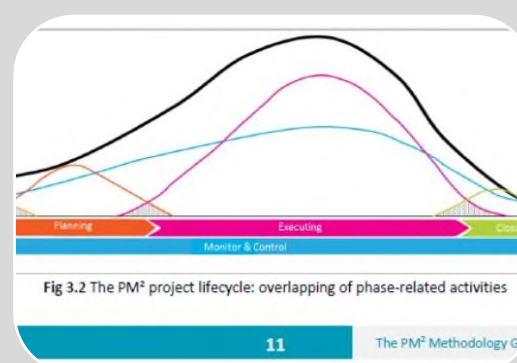 Planning Executing Clos
Monitor & Control
Fig 3.2 The PM² project lifecycle: overlapping of phase-related activities
11 The PM² Methodology G